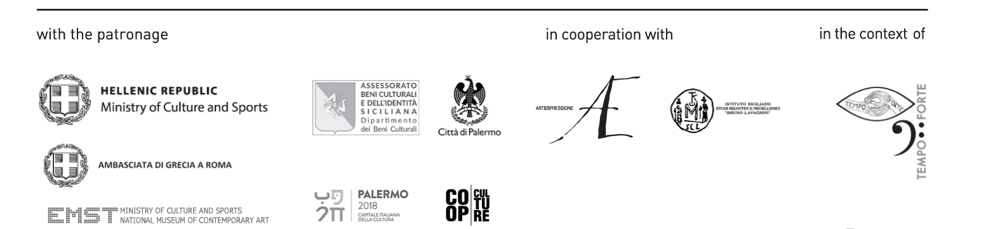 with the patronage
in cooperation with
in the context of
HELLENIC REPUBLIC
Ministry of Culture and Sports
AMBASCIATA DI GRECIA A ROMA
EMST
MINISTRY OF CULTURE AND SPORTS
NATIONAL MUSEUM OF CONTEMPORARY ART
ASSESSORATO
BENI CULTURALI
E DELL'IDENTITÀ
SICILIANA
Dipartimento
dei Beni Culturali
Città di Palermo
PALERMO
2018
CAPITALE ITALIANA
DELLA CULTURA
CO
OP
CUL
TU
RE
ARTESPRESSIONE
Æ
ISTITUTO SICILIANO
STUDI BIZANTINI E NEOELLENICI
"BRUNO LAVAGNINI"
TEMPO FORTE
TEMPO FORTE